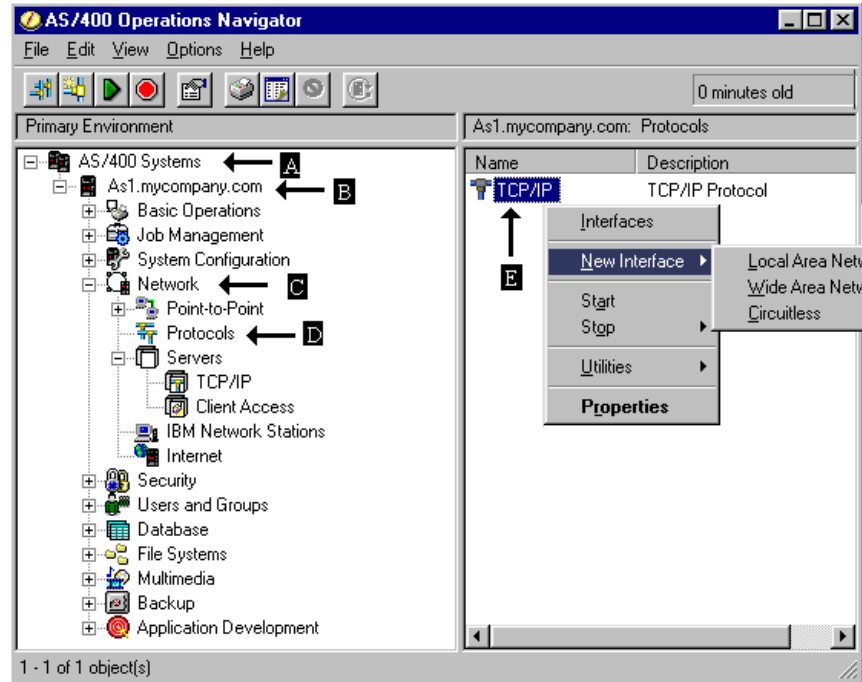 AS/400 Operations Navigator
File Edit View Options Help
0 minutes old
Primary Environment
As1.mycompany.com: Protocols
AS/400 Systems A
As1.mycompany.com B
Basic Operations
Job Management
System Configuration
Network C
Point-to-Point
Protocols D
Servers
TCP/IP
Client Access
IBM Network Stations
Internet
Security
Users and Groups
Database
File Systems
Multimedia
Backup
Application Development
Name Description
TCP/IP TCP/IP Protocol
E
Interfaces
New Interface
Start
Stop
Utilities
Properties
Local Area Netw
Wide Area Netw
Circuitless
1 - 1 of 1 object(s)